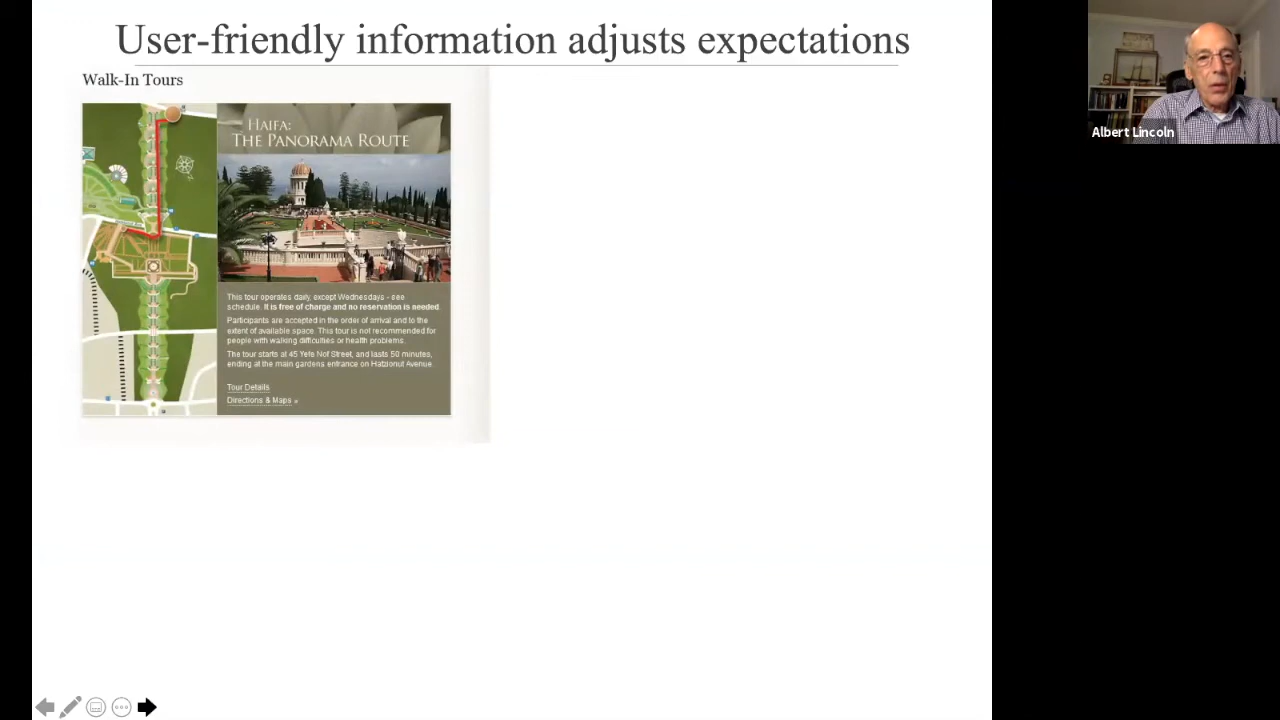 User-friendly information adjusts expectations
Walk-In Tours
HAIFA:
THE PANORAMA ROUTE
This tour operates daily, except Wednesdays - see
schedule. It is free of charge and no reservation is needed.
Participants are accepted in the order of arrival and to the
extent of available space. This tour is not recommended for
people with walking difficulties or health problems.
The tour starts at 45 Yefe Nof Street, and lasts 50 minutes,
ending at the main gardens entrance on Hatzionut Avenue.
Tour Details
Directions & Maps »
Albert Lincoln